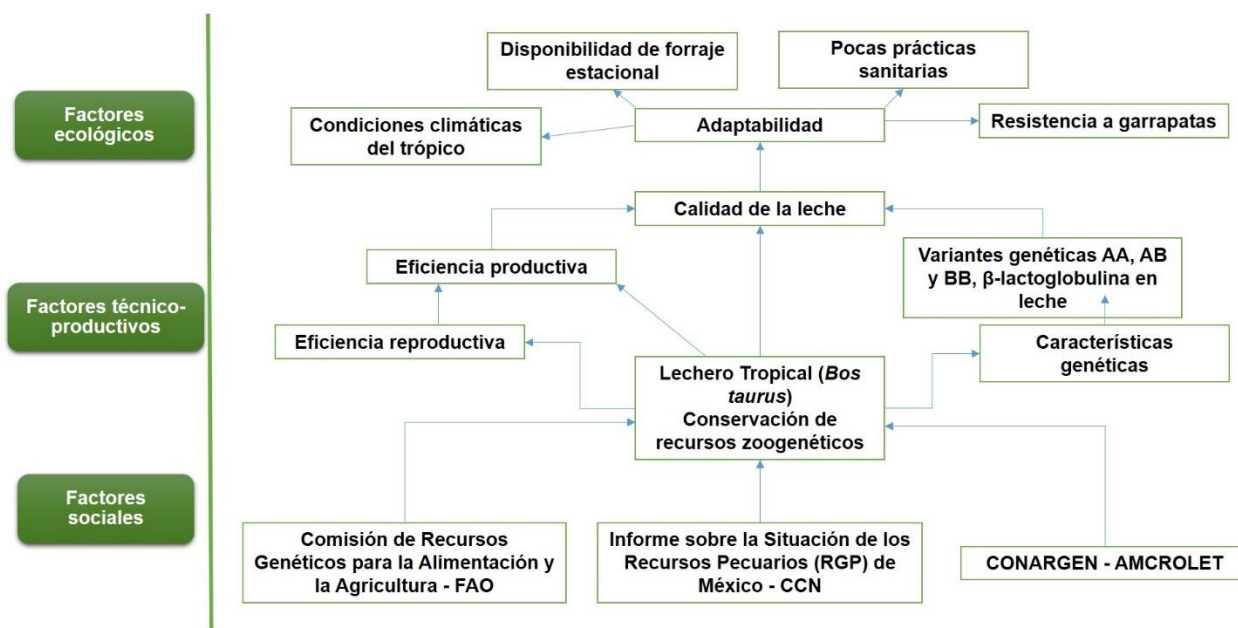 Disponibilidad de forraje
estacional
Pocas prácticas
sanitarias
Factores
ecológicos
Condiciones climáticas
del trópico
Adaptabilidad
Resistencia a garrapatas
Calidad de la leche
Eficiencia productiva
Variantes genéticas AA, AB
y BB, β-lactoglobulina en
leche
Factores técnico-
productivos
Eficiencia reproductiva
Características
genéticas
Lechero Tropical (Bos
taurus)
Conservación de
recursos zoogenéticos
Factores
sociales
Comisión de Recursos
Genéticos para la Alimentación y
la Agricultura - FAO
Informe sobre la Situación de los
Recursos Pecuarios (RGP) de
México - CCN
CONARGEN - AMCROLET